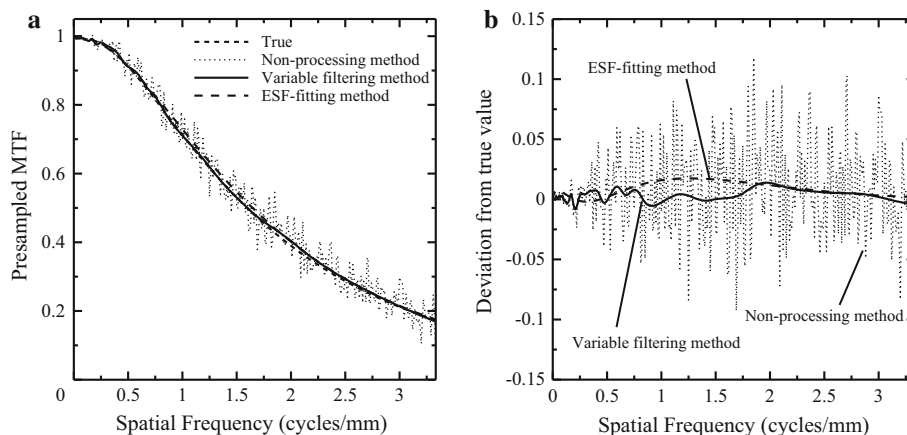 a
1
0.8
0.6
0.4
0.2
0
0.5
1
1.5
2
2.5
3
Presampled MTF
Spatial Frequency (cycles/mm)
True
Non-processing method
Variable filtering method
ESF-fitting method
b
0.15
0.1
0.05
0
-0.05
-0.1
-0.15
0
0.5
1
1.5
2
2.5
3
Deviation from true value
Spatial Frequency (cycles/mm)
ESF-fitting method
Non-processing method
Variable filtering method